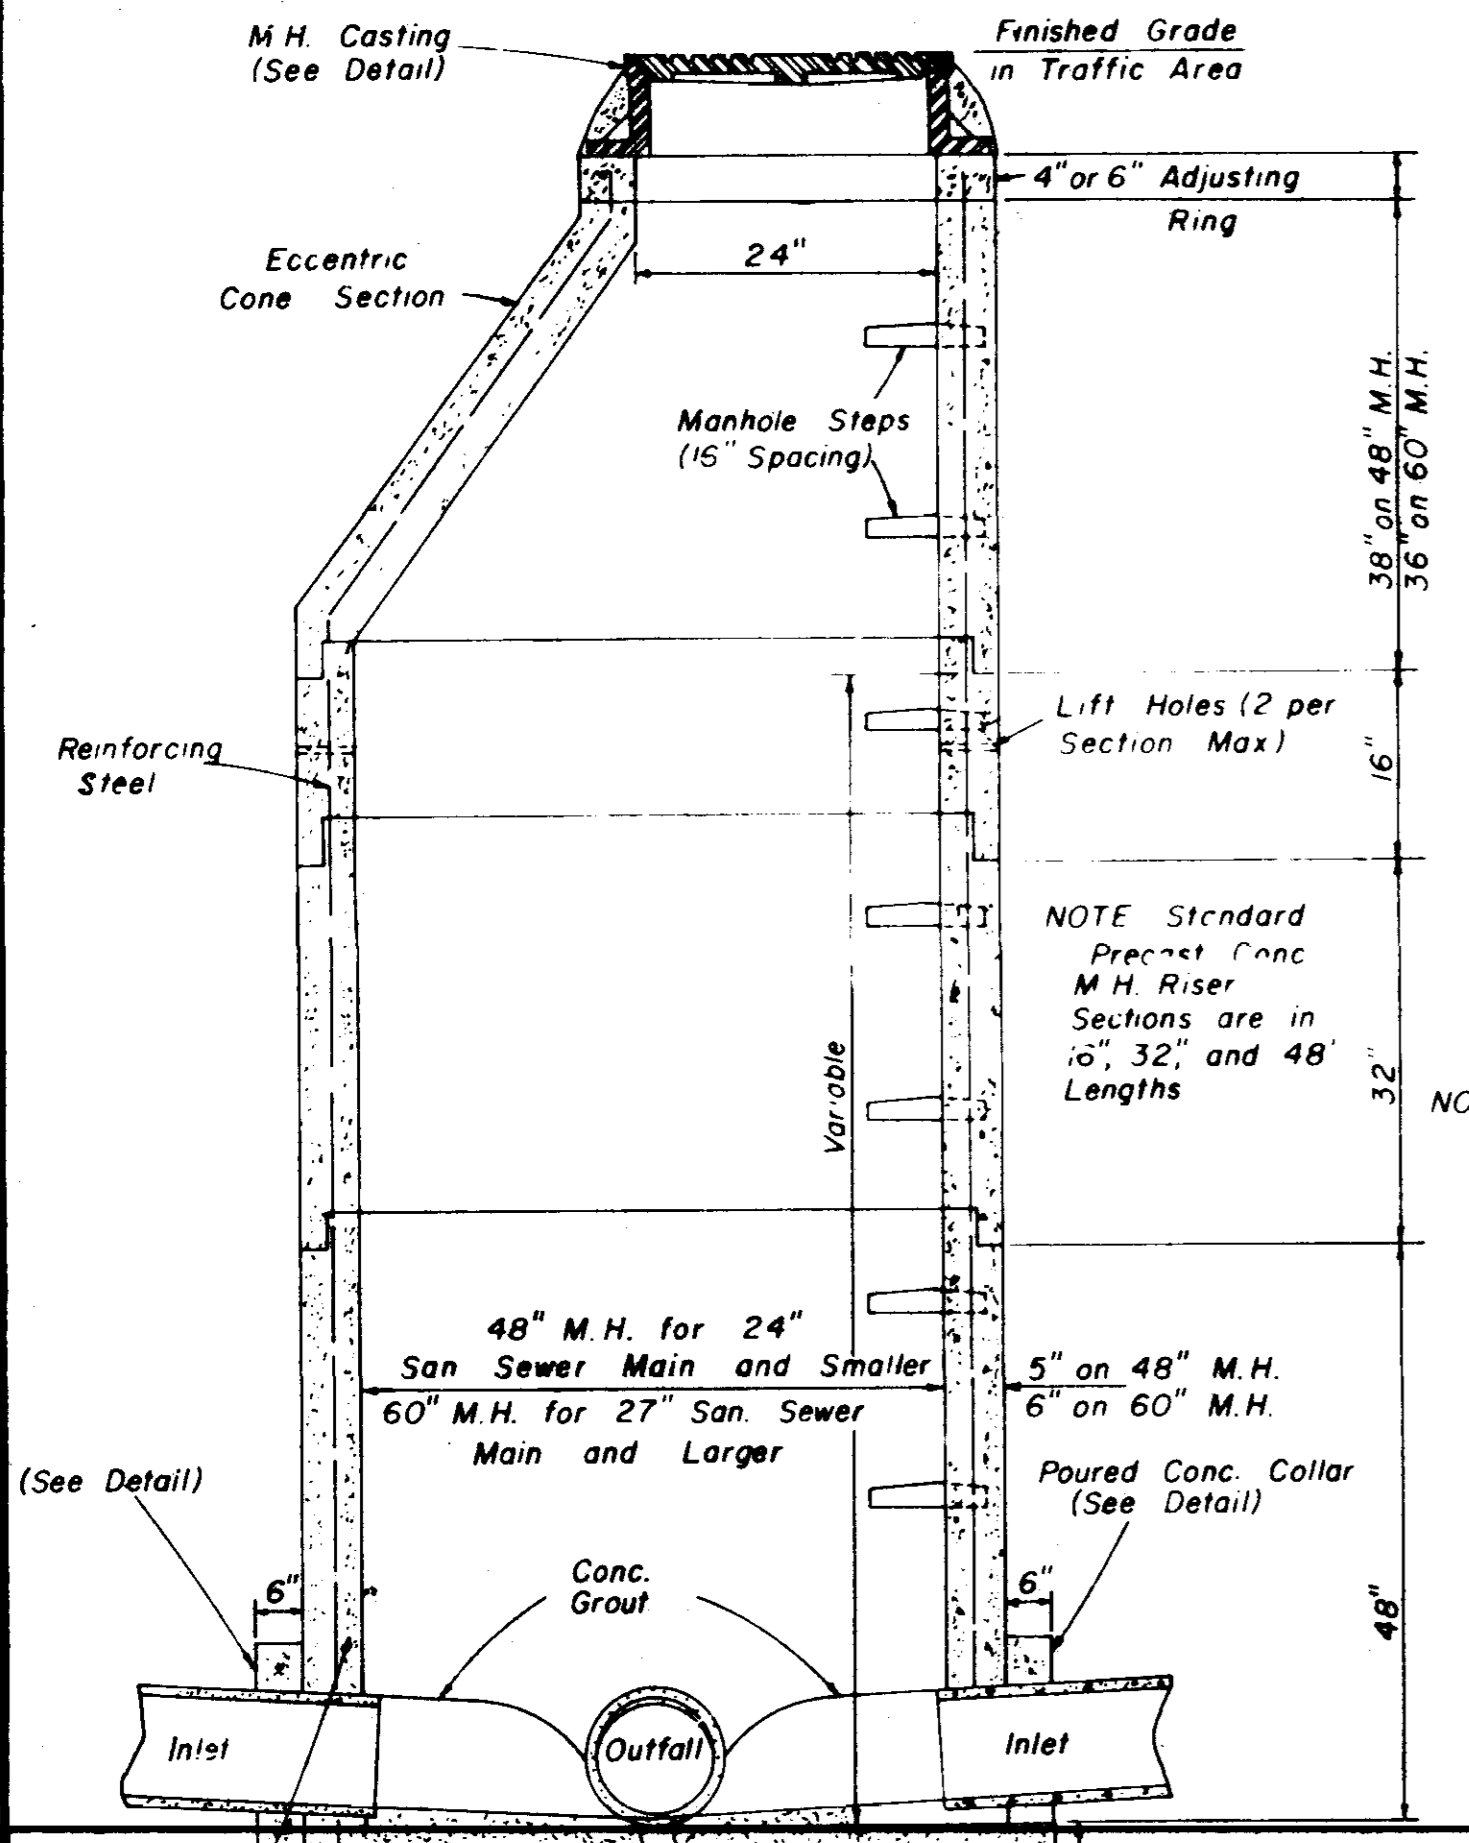 M.H. Casting
(See Detail)
Finished Grade
in Traffic Area
4" or 6" Adjusting
Ring
Eccentric
Cone Section
24"
Manhole Steps
(16" Spacing)
38" on 48" M.H.
36" on 60" M.H.
Lift Holes (2 per
Section Max)
16"
Reinforcing
Steel
NOTE Standard
Precast Conc
M.H. Riser
Sections are in
16", 32", and 48'
Lengths
Variable
32"
NO
48" M.H. for 24"
San Sewer Main and Smaller
60" M.H. for 27" San. Sewer
Main and Larger
5" on 48" M.H.
6" on 60" M.H.
(See Detail)
Poured Conc. Collar
(See Detail)
6"
Conc.
Grout
6"
48"
Inlet
Outfall
Inlet